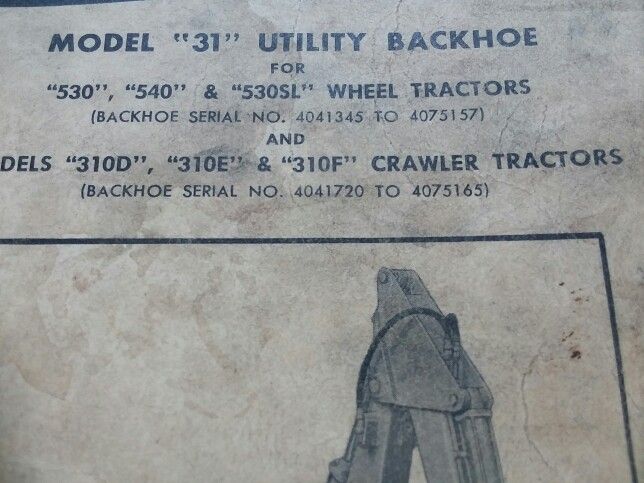 MODEL "31" UTILITY BACKHOE
FOR
"530", "540" & "530SL" WHEEL TRACTORS
(BACKHOE SERIAL NO. 4041345 TO 4075157)
AND
DELS "310D", "310E" & "310F" CRAWLER TRACTORS
(BACKHOE SERIAL NO. 4041720 TO 4075165)